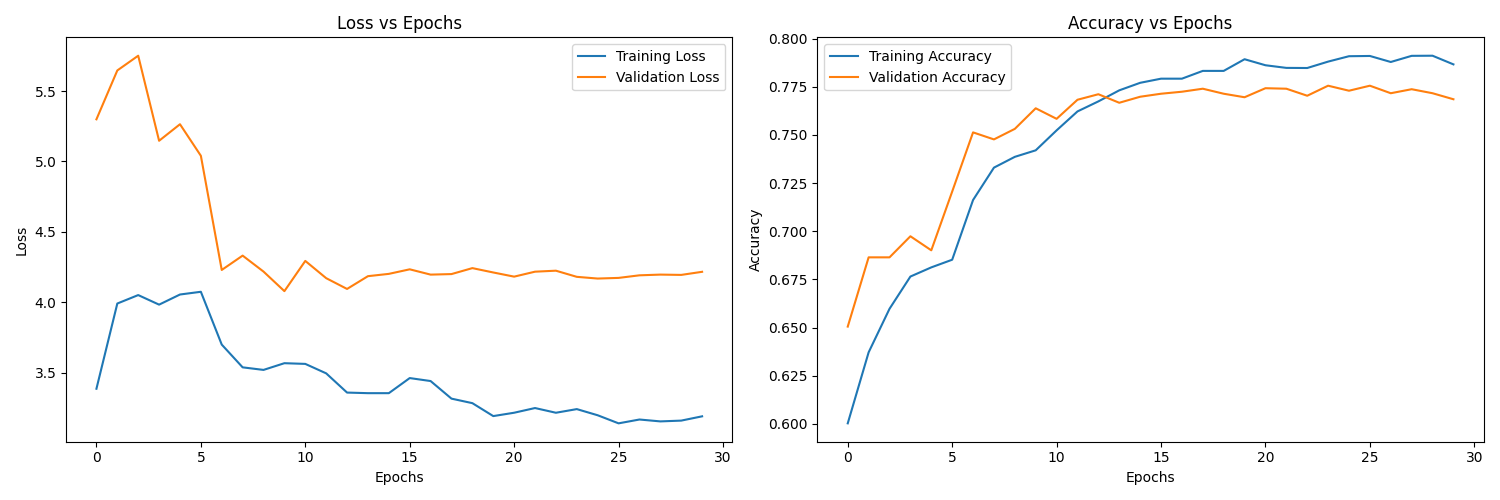 Loss vs Epochs
Training Loss
Validation Loss
5.5
5.0
4.5
4.0
3.5
Loss
0 5 10 15 20 25 30
Epochs
Accuracy vs Epochs
Training Accuracy
Validation Accuracy
0.800
0.775
0.750
0.725
0.700
0.675
0.650
0.625
0.600
Accuracy
0 5 10 15 20 25 30
Epochs